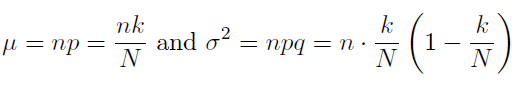 μ = np = nk/N and σ² = npq = n · k/N (1 − k/N)